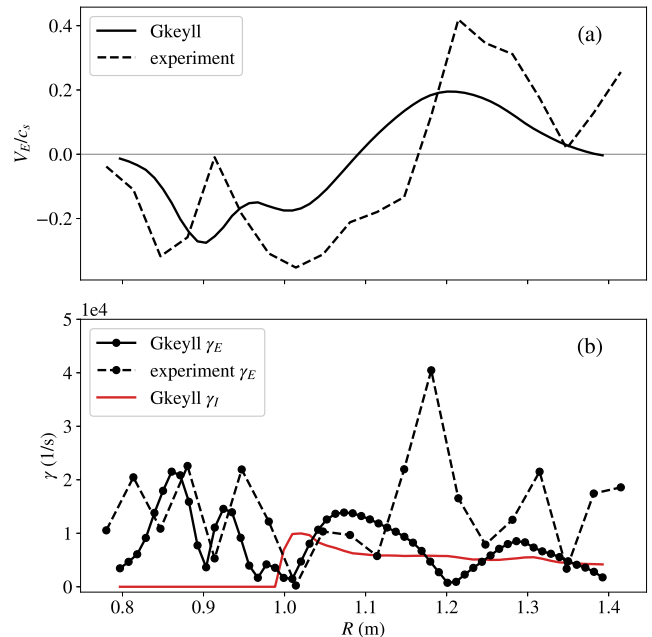 (a)
Gkeyll
experiment
0.4
0.2
0.0
−0.2
V_E/c_s
1e4
(b)
Gkeyll γ_E
experiment γ_E
Gkeyll γ_I
5
4
3
2
1
0
γ (1/s)
0.8 0.9 1.0 1.1 1.2 1.3 1.4
R (m)